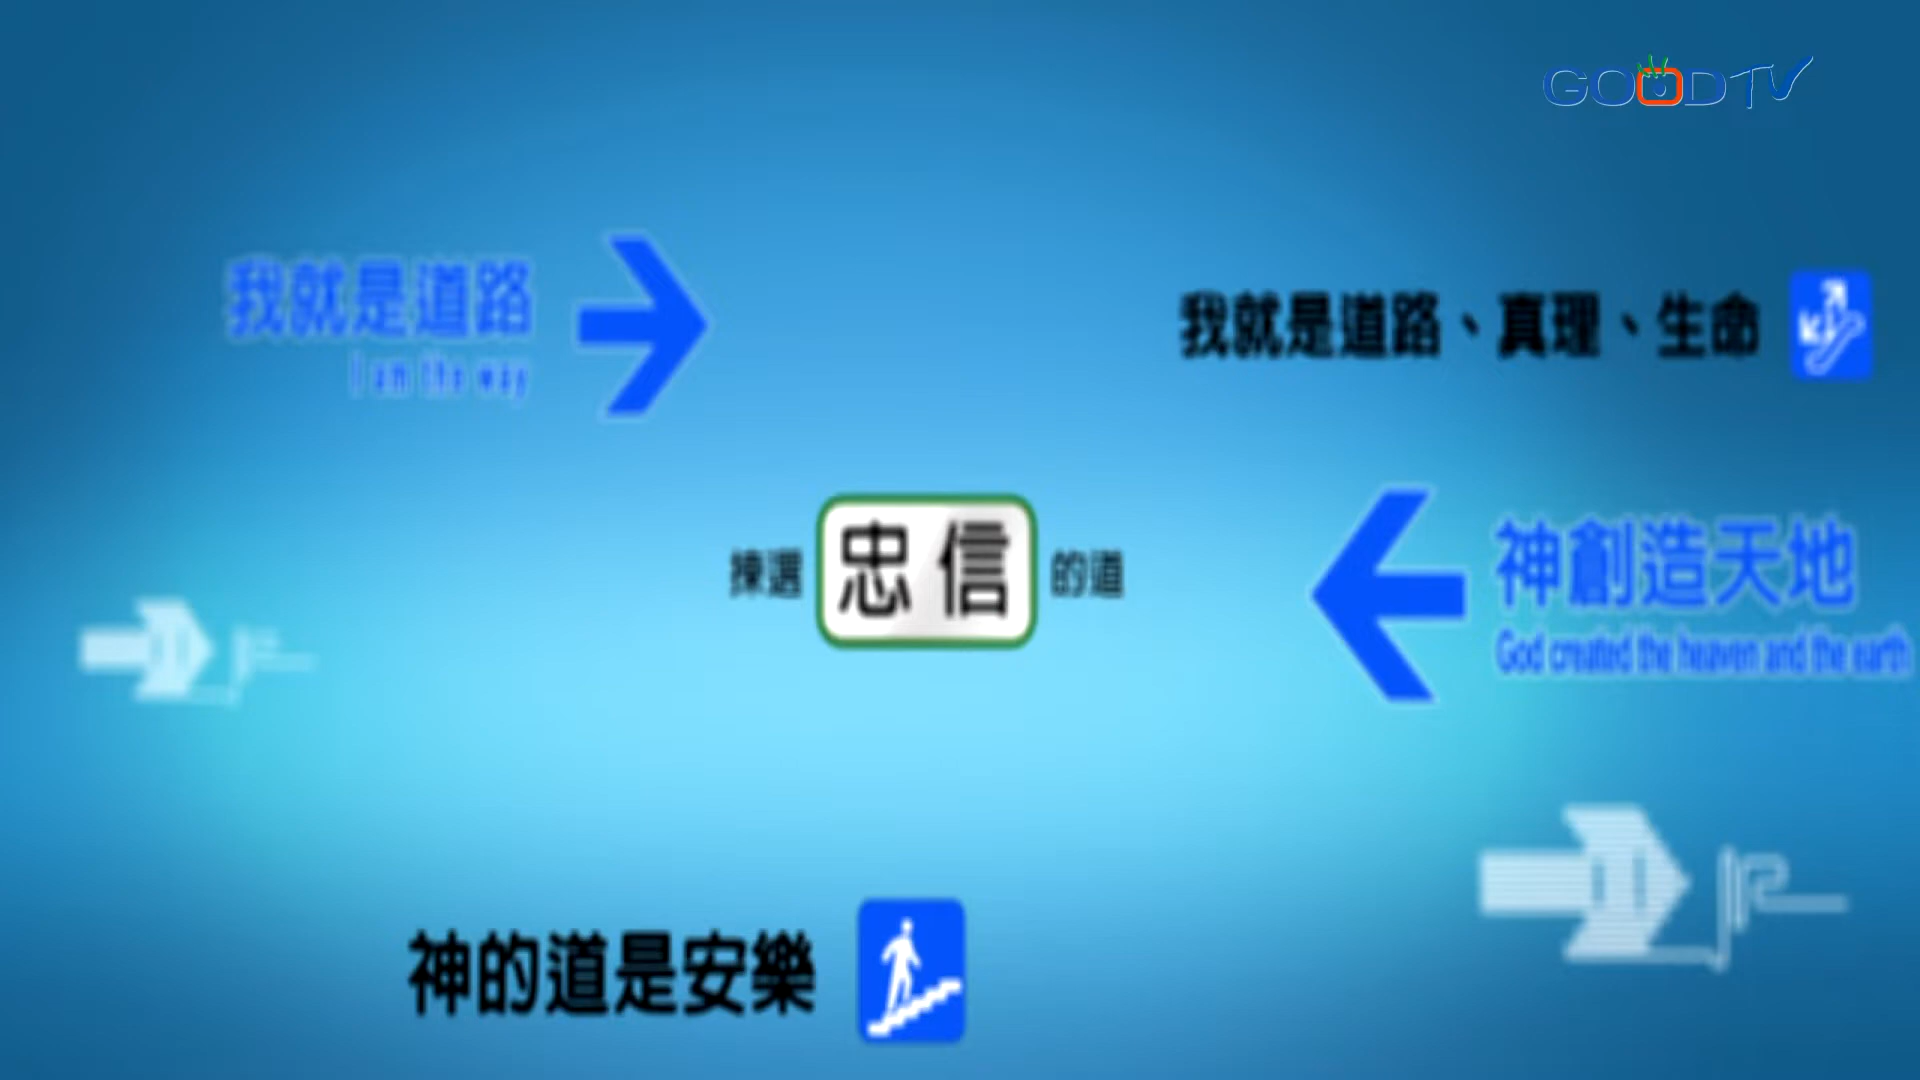 GOODTV
我就是道路
I am the way
我就是道路、真理、生命
揀選 忠信 的道
神創造天地
God created the heaven and the earth
神的道是安樂